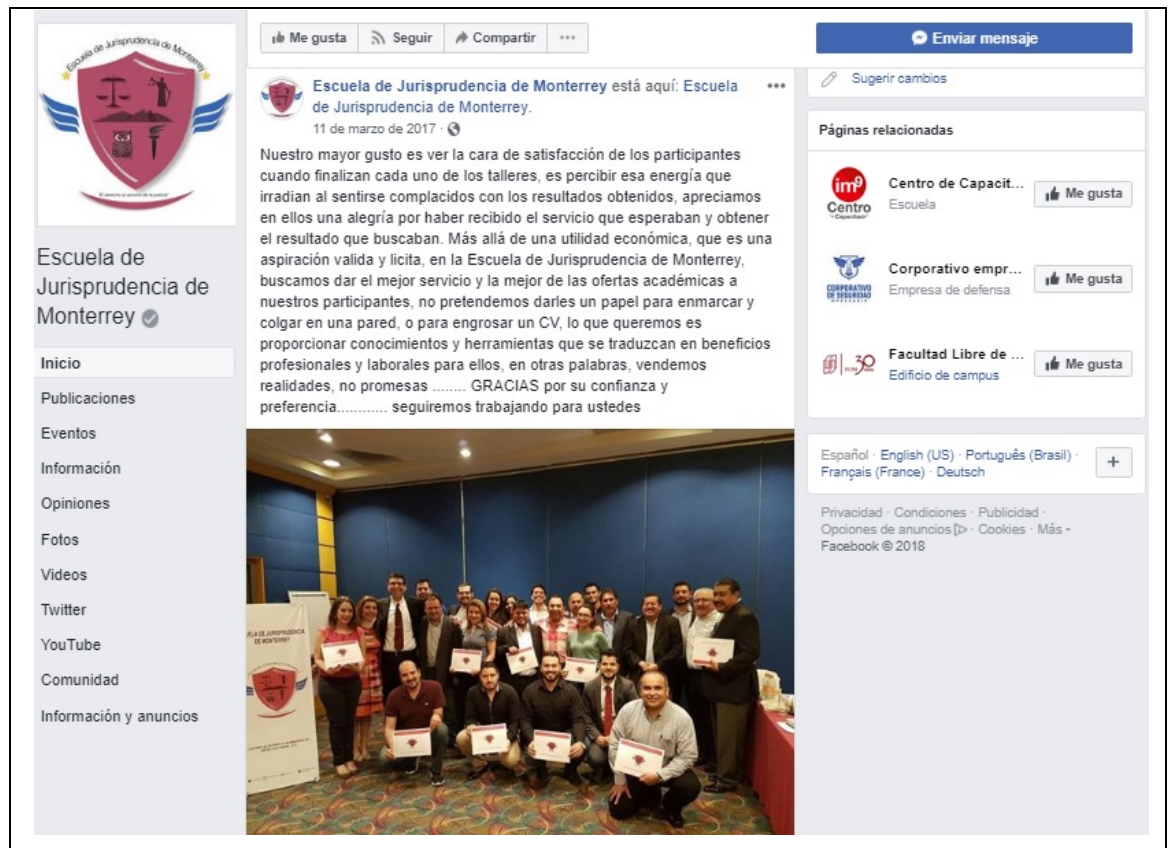 Escuela de Jurisprudencia de Monterrey
Escuela de
Jurisprudencia de
Monterrey
Inicio
Publicaciones
Eventos
Información
Opiniones
Fotos
Videos
Twitter
YouTube
Comunidad
Información y anuncios
Me gusta
Seguir
Compartir
Escuela de Jurisprudencia de Monterrey está aquí: Escuela
de Jurisprudencia de Monterrey.
11 de marzo de 2017
Nuestro mayor gusto es ver la cara de satisfacción de los participantes
cuando finalizan cada uno de los talleres, es percibir esa energía que
irradian al sentirse complacidos con los resultados obtenidos, apreciamos
en ellos una alegría por haber recibido el servicio que esperaban y obtener
el resultado que buscaban. Más allá de una utilidad económica, que es una
aspiración valida y licita, en la Escuela de Jurisprudencia de Monterrey,
buscamos dar el mejor servicio y la mejor de las ofertas académicas a
nuestros participantes, no pretendemos darles un papel para enmarcar y
colgar en una pared, o para engrosar un CV, lo que queremos es
proporcionar conocimientos y herramientas que se traduzcan en beneficios
profesionales y laborales para ellos, en otras palabras, vendemos
realidades, no promesas ........ GRACIAS por su confianza y
preferencia............ seguiremos trabajando para ustedes
DE JURISPRUDENCIA
DE MONTERREY
Enviar mensaje
Sugerir cambios
Páginas relacionadas
im9
Centro
Centro de Capacit...
Escuela
Me gusta
CORPORATIVO
DE SEGURIDAD
Corporativo empr...
Empresa de defensa
Me gusta
30
Facultad Libre de ...
Edificio de campus
Me gusta
Español · English (US) · Português (Brasil) ·
Français (France) · Deutsch
Privacidad · Condiciones · Publicidad ·
Opciones de anuncios · Cookies · Más
Facebook © 2018